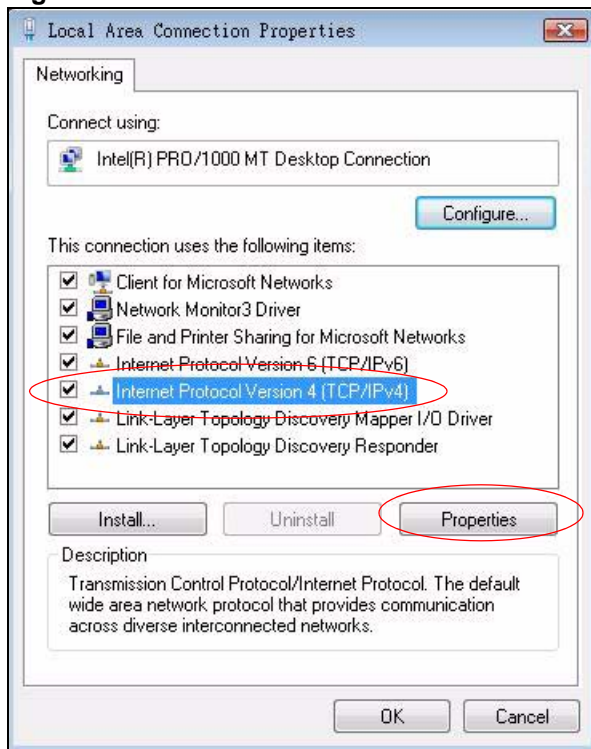 Local Area Connection Properties
Networking
Connect using:
Intel(R) PRO/1000 MT Desktop Connection
Configure...
This connection uses the following items:
Client for Microsoft Networks
Network Monitor3 Driver
File and Printer Sharing for Microsoft Networks
Internet Protocol Version 6 (TCP/IPv6)
Internet Protocol Version 4 (TCP/IPv4)
Link-Layer Topology Discovery Mapper I/O Driver
Link-Layer Topology Discovery Responder
Install...
Uninstall
Properties
Description
Transmission Control Protocol/Internet Protocol. The default
wide area network protocol that provides communication
across diverse interconnected networks.
OK
Cancel